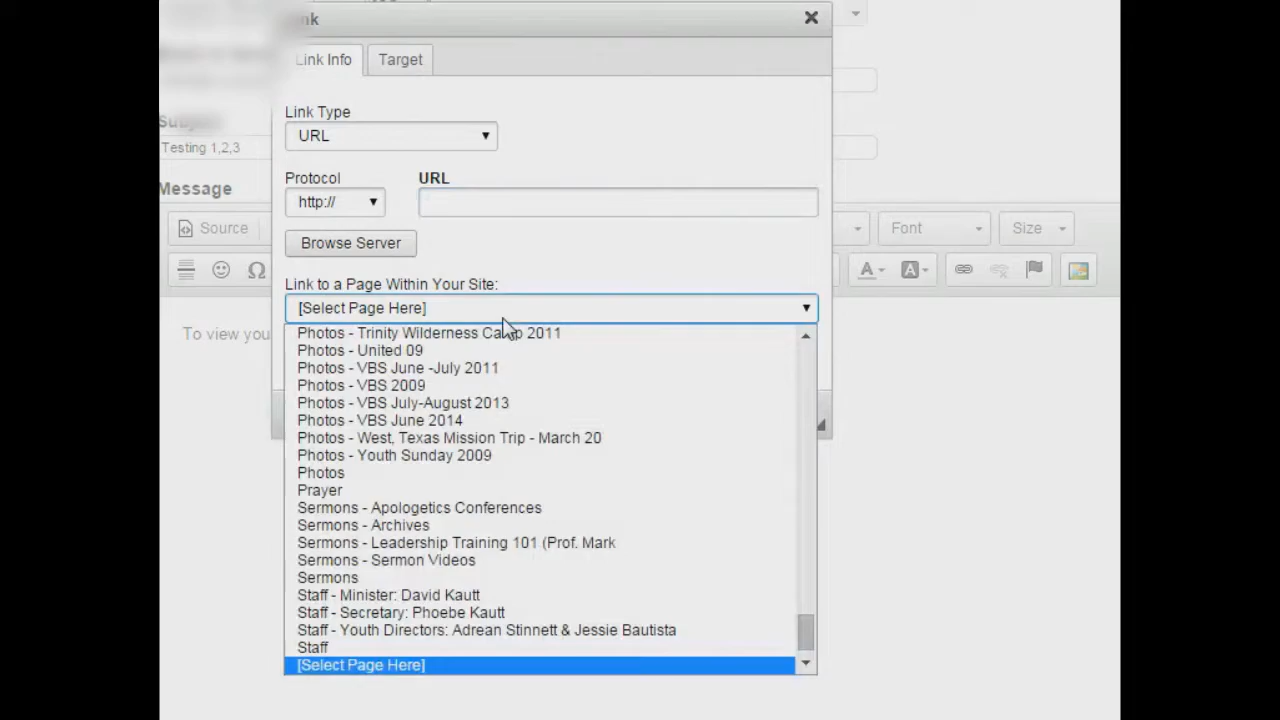 Link Info
Target
Link Type
URL
Testing 1,2,3
Protocol
URL
http://
Message
Source
Font
Size
Browse Server
Link to a Page Within Your Site:
[Select Page Here]
To view you
Photos - Trinity Wilderness Camp 2011
Photos - United 09
Photos - VBS June -July 2011
Photos - VBS 2009
Photos - VBS July-August 2013
Photos - VBS June 2014
Photos - West, Texas Mission Trip - March 20
Photos - Youth Sunday 2009
Photos
Prayer
Sermons - Apologetics Conferences
Sermons - Archives
Sermons - Leadership Training 101 (Prof. Mark
Sermons - Sermon Videos
Sermons
Staff - Minister: David Kautt
Staff - Secretary: Phoebe Kautt
Staff - Youth Directors: Adrean Stinnett & Jessie Bautista
Staff
[Select Page Here]